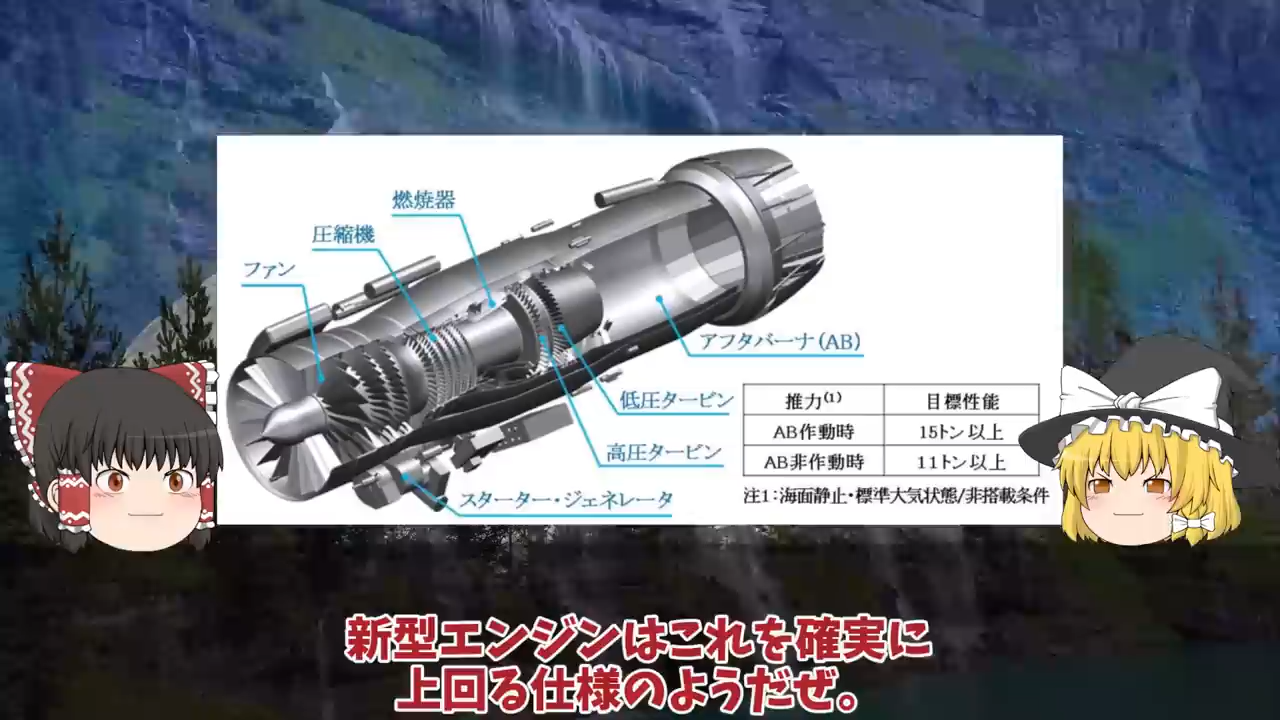 燃焼器
圧縮機
ファン
アフタバーナ(AB)
低圧タービン
高圧タービン
スターター・ジェネレータ
推力(1) 目標性能
AB作動時 15トン以上
AB非作動時 11トン以上
注1:海面静止・標準大気状態/非搭載条件
新型エンジンはこれを確実に
上回る仕様のようだぜ。